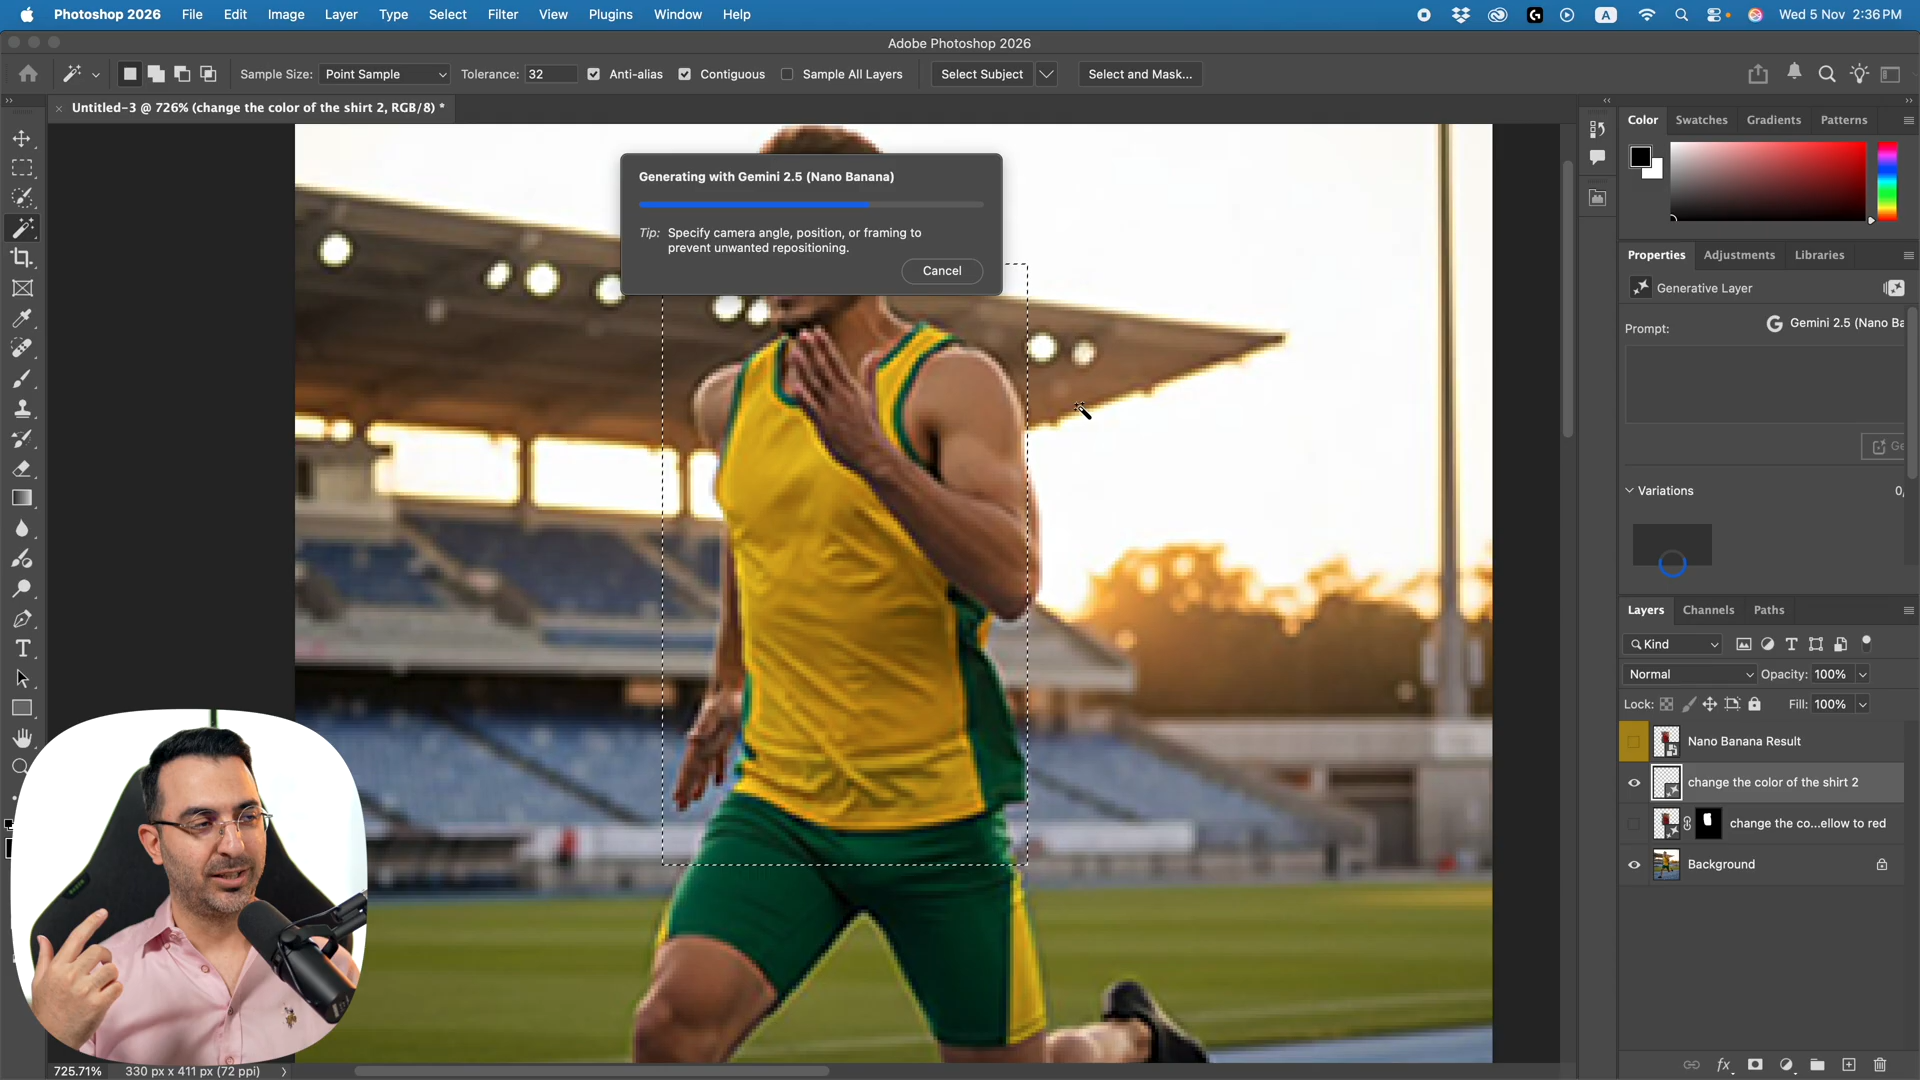 Photoshop 2026 File Edit Image Layer Type Select Filter View Plugins Window Help
A Wed 5 Nov 2:36 PM
Adobe Photoshop 2026
Sample Size: Point Sample Tolerance: 32 Anti-alias Contiguous Sample All Layers Select Subject Select and Mask...
Untitled-3 @ 726% (change the color of the shirt 2, RGB/8) *
Generating with Gemini 2.5 (Nano Banana)
Tip: Specify camera angle, position, or framing to
prevent unwanted repositioning.
Cancel
Color Swatches Gradients Patterns
Properties Adjustments Libraries
Generative Layer
Prompt: G Gemini 2.5 (Nano Ba
Ge
Variations 0,
Layers Channels Paths
Kind
Normal Opacity: 100%
Lock: Fill: 100%
Nano Banana Result
change the color of the shirt 2
change the co...ellow to red
Background
fx
725.71% 330 px x 411 px (72 ppi)